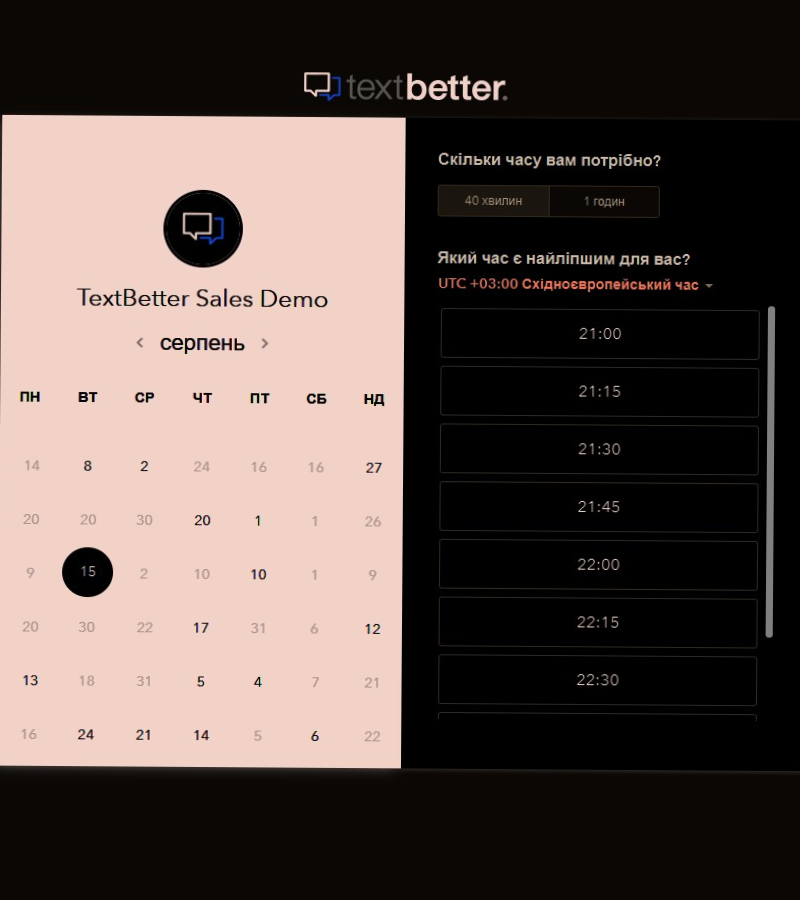 textbetter.
TextBetter Sales Demo
серпень
ПН ВТ СР ЧТ ПТ СБ НД
14 8 2 24 16 16 27
20 20 30 20 1 1 26
9 15 2 10 10 1 9
20 30 22 17 31 6 12
13 18 31 5 4 7 21
16 24 21 14 5 6 22
Скільки часу вам потрібно?
40 хвилин 1 годин
Який час є найліпшим для вас?
UTC +03:00 Східноєвропейський час
21:00
21:15
21:30
21:45
22:00
22:15
22:30